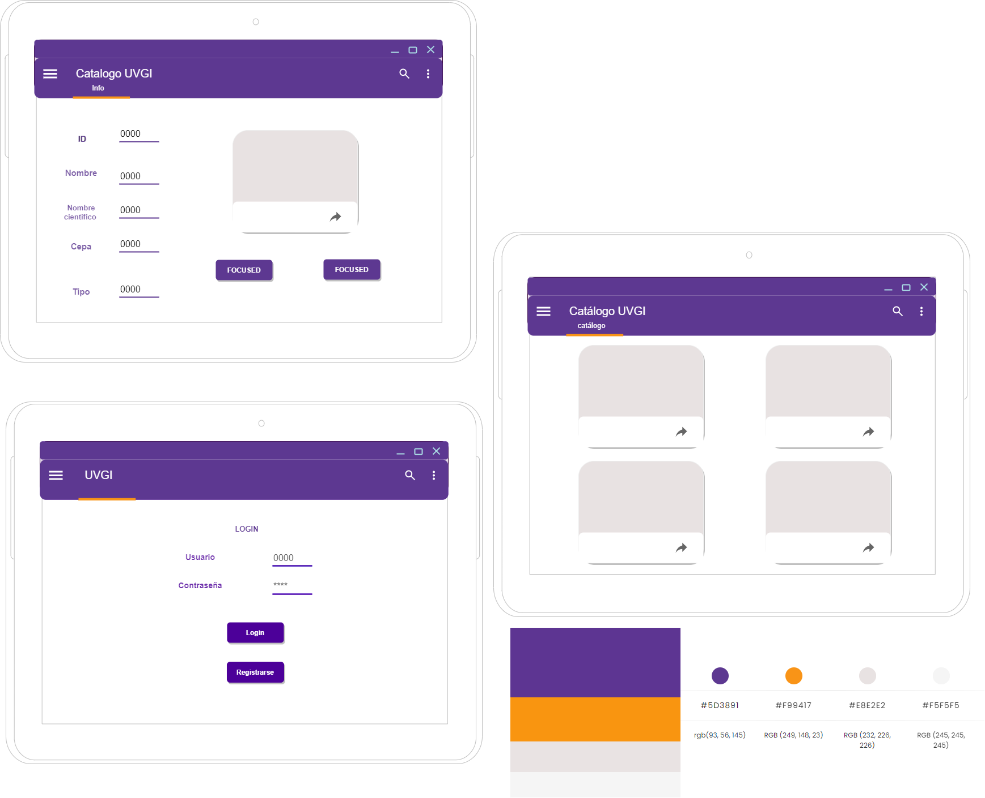 Catalogo UVGI
Info
ID
0000
Nombre
0000
Nombre
científico
0000
Cepa
0000
Tipo
0000
FOCUSED
FOCUSED
Catálogo UVGI
catálogo
UVGI
LOGIN
Usuario
0000
Contraseña
****
Login
Registrarse
#5D3891
#F99417
#E8E2E2
#F5F5F5
rgb(93, 56, 145)
RGB (249, 148, 23)
RGB (232, 226,
226)
RGB (245, 245,
245)